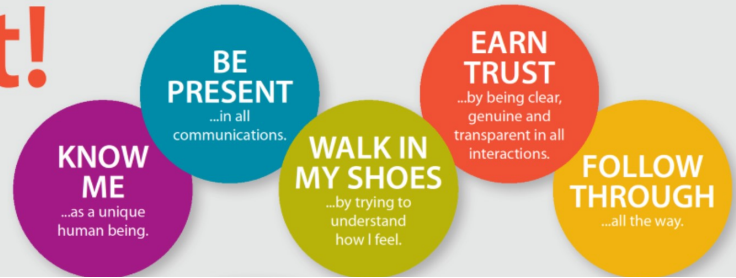 t!
KNOW
ME
...as a unique
human being.
BE
PRESENT
...in all
communications.
WALK IN
MY SHOES
...by trying to
understand
how I feel.
EARN
TRUST
...by being clear,
genuine and
transparent in all
interactions.
FOLLOW
THROUGH
...all the way.